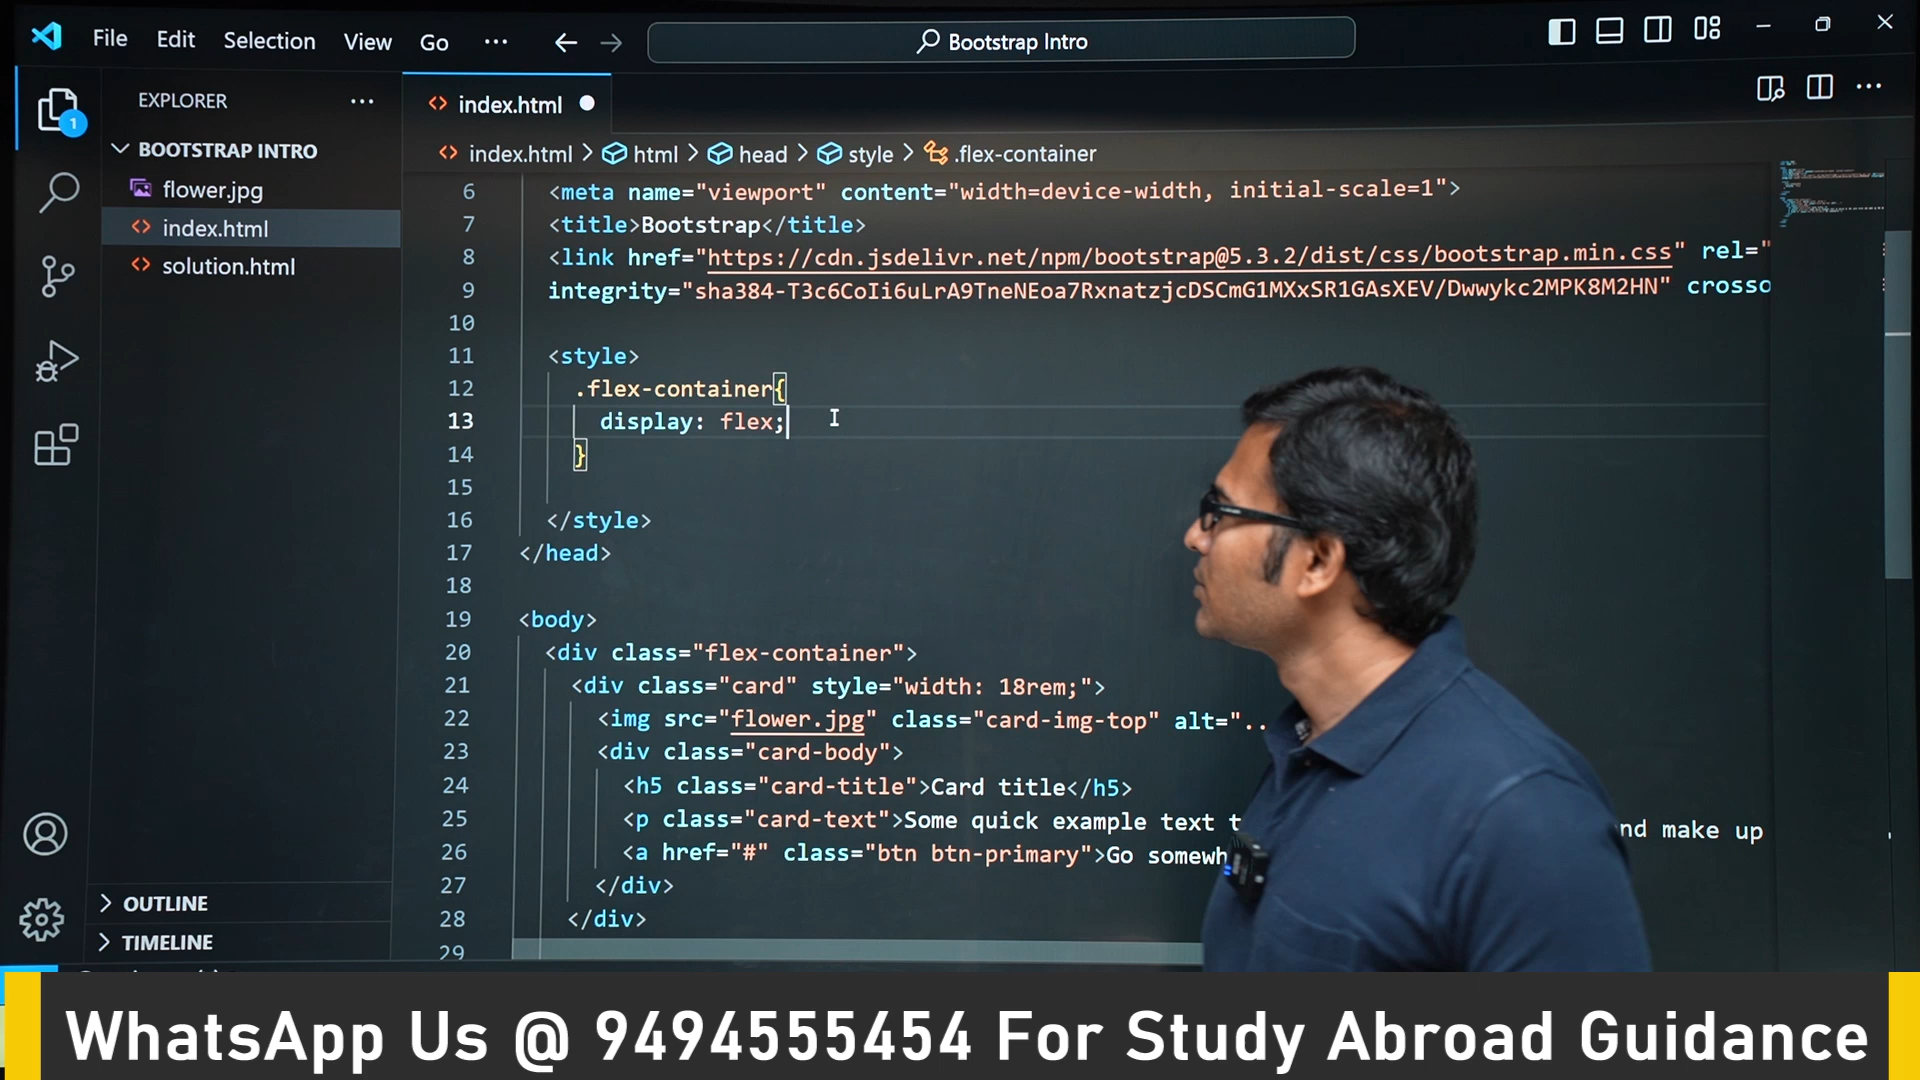 File Edit Selection View Go ··· Bootstrap Intro
EXPLORER ···
index.html
BOOTSTRAP INTRO
flower.jpg
index.html
solution.html
index.html > html > head > style > .flex-container
6 <meta name="viewport" content="width=device-width, initial-scale=1">
7 <title>Bootstrap</title>
8 <link href="https://cdn.jsdelivr.net/npm/bootstrap@5.3.2/dist/css/bootstrap.min.css" rel="
9 integrity="sha384-T3c6CoIi6uLrA9TneNEoa7RxnatzjcDSCmG1MXxSR1GAsXEV/Dwwykc2MPK8M2HN" crosso
10
11 <style>
12 .flex-container{
13 display: flex;
14 }
15
16 </style>
17 </head>
18
19 <body>
20 <div class="flex-container">
21 <div class="card" style="width: 18rem;">
22 <img src="flower.jpg" class="card-img-top" alt="..
23 <div class="card-body">
24 <h5 class="card-title">Card title</h5>
25 <p class="card-text">Some quick example text t nd make up
26 <a href="#" class="btn btn-primary">Go somewh
27 </div>
28 </div>
29
1
OUTLINE
TIMELINE
WhatsApp Us @ 9494555454 For Study Abroad Guidance